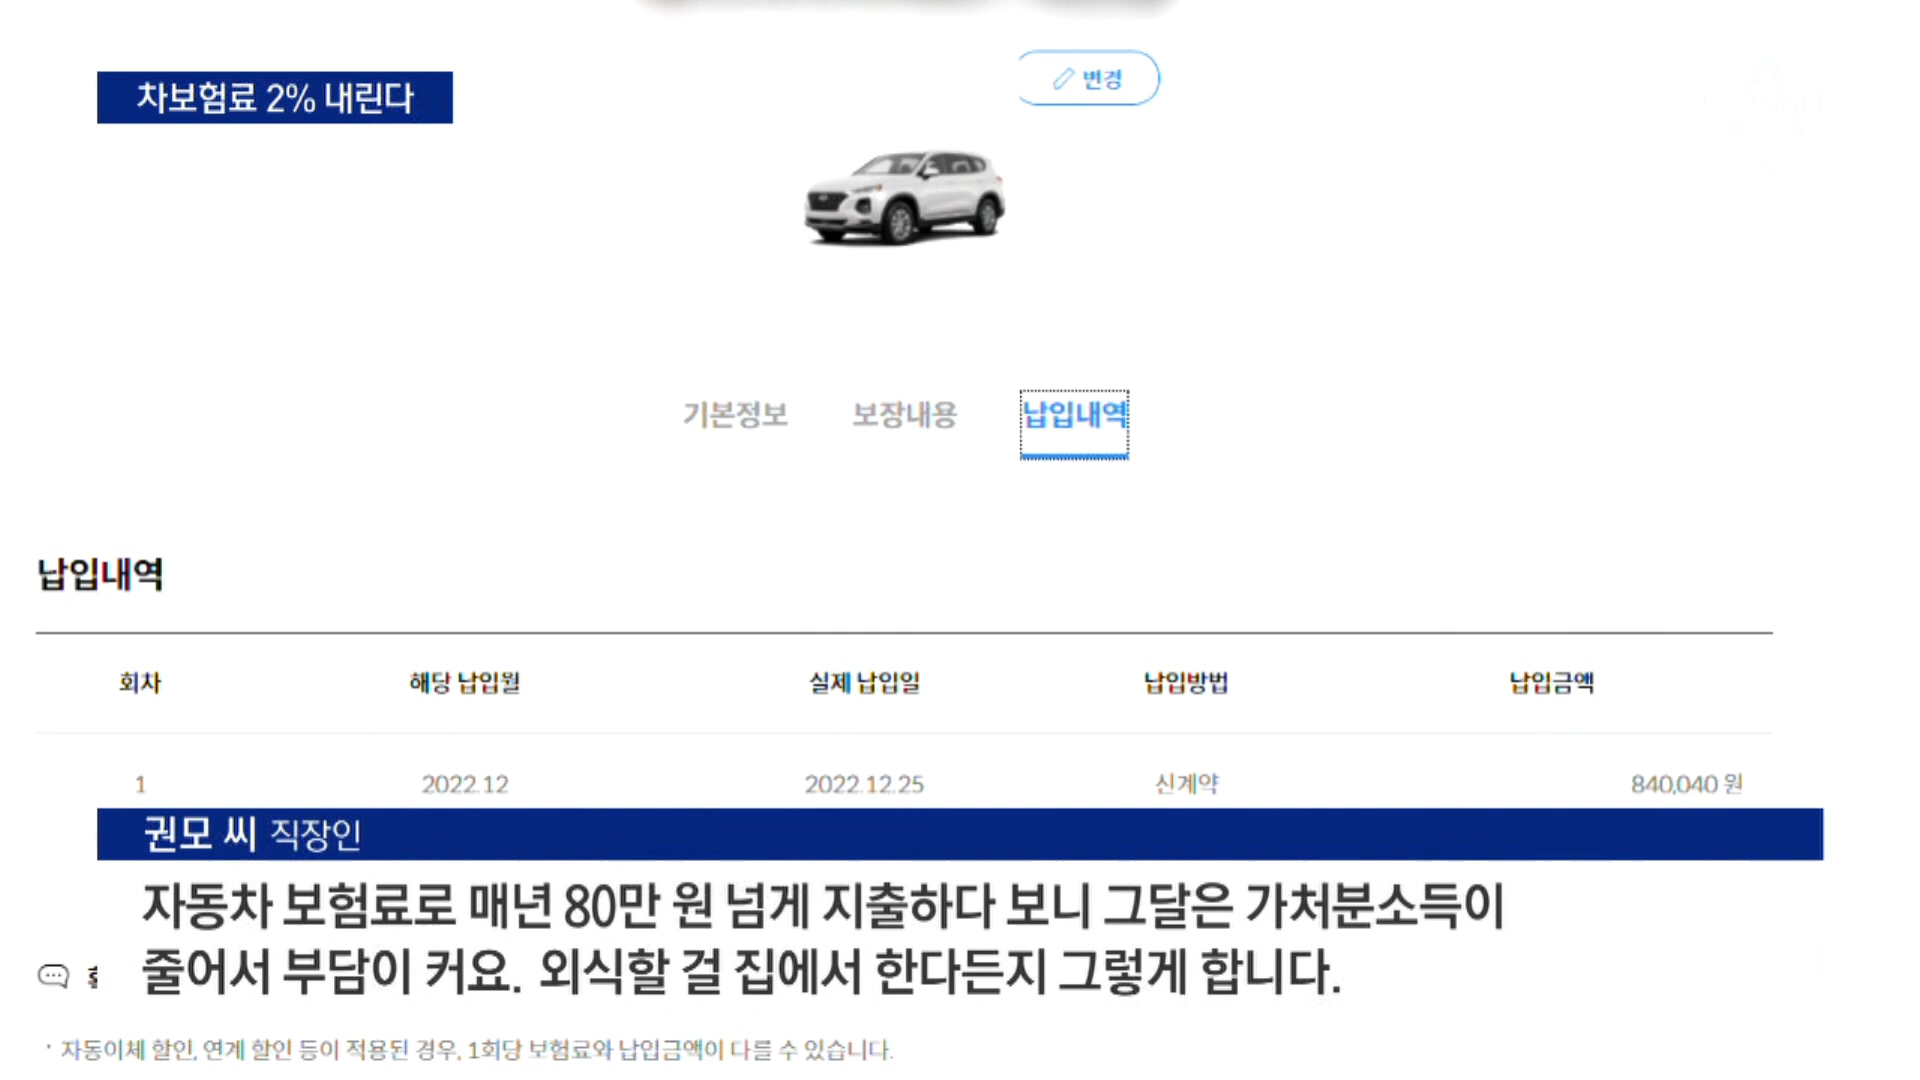 차보험료 2% 내린다
변경
기본정보 보장내용 납입내역
납입내역
회차 해당 납입월 실제 납입일 납입방법 납입금액
1 2022.12 2022.12.25 신계약 840,040 원
권모 씨 직장인
자동차 보험료로 매년 80만 원 넘게 지출하다 보니 그달은 가처분소득이
줄어서 부담이 커요. 외식할 걸 집에서 한다든지 그렇게 합니다.
· 자동이체 할인, 연계 할인 등이 적용된 경우, 1회당 보험료와 납입금액이 다를 수 있습니다.